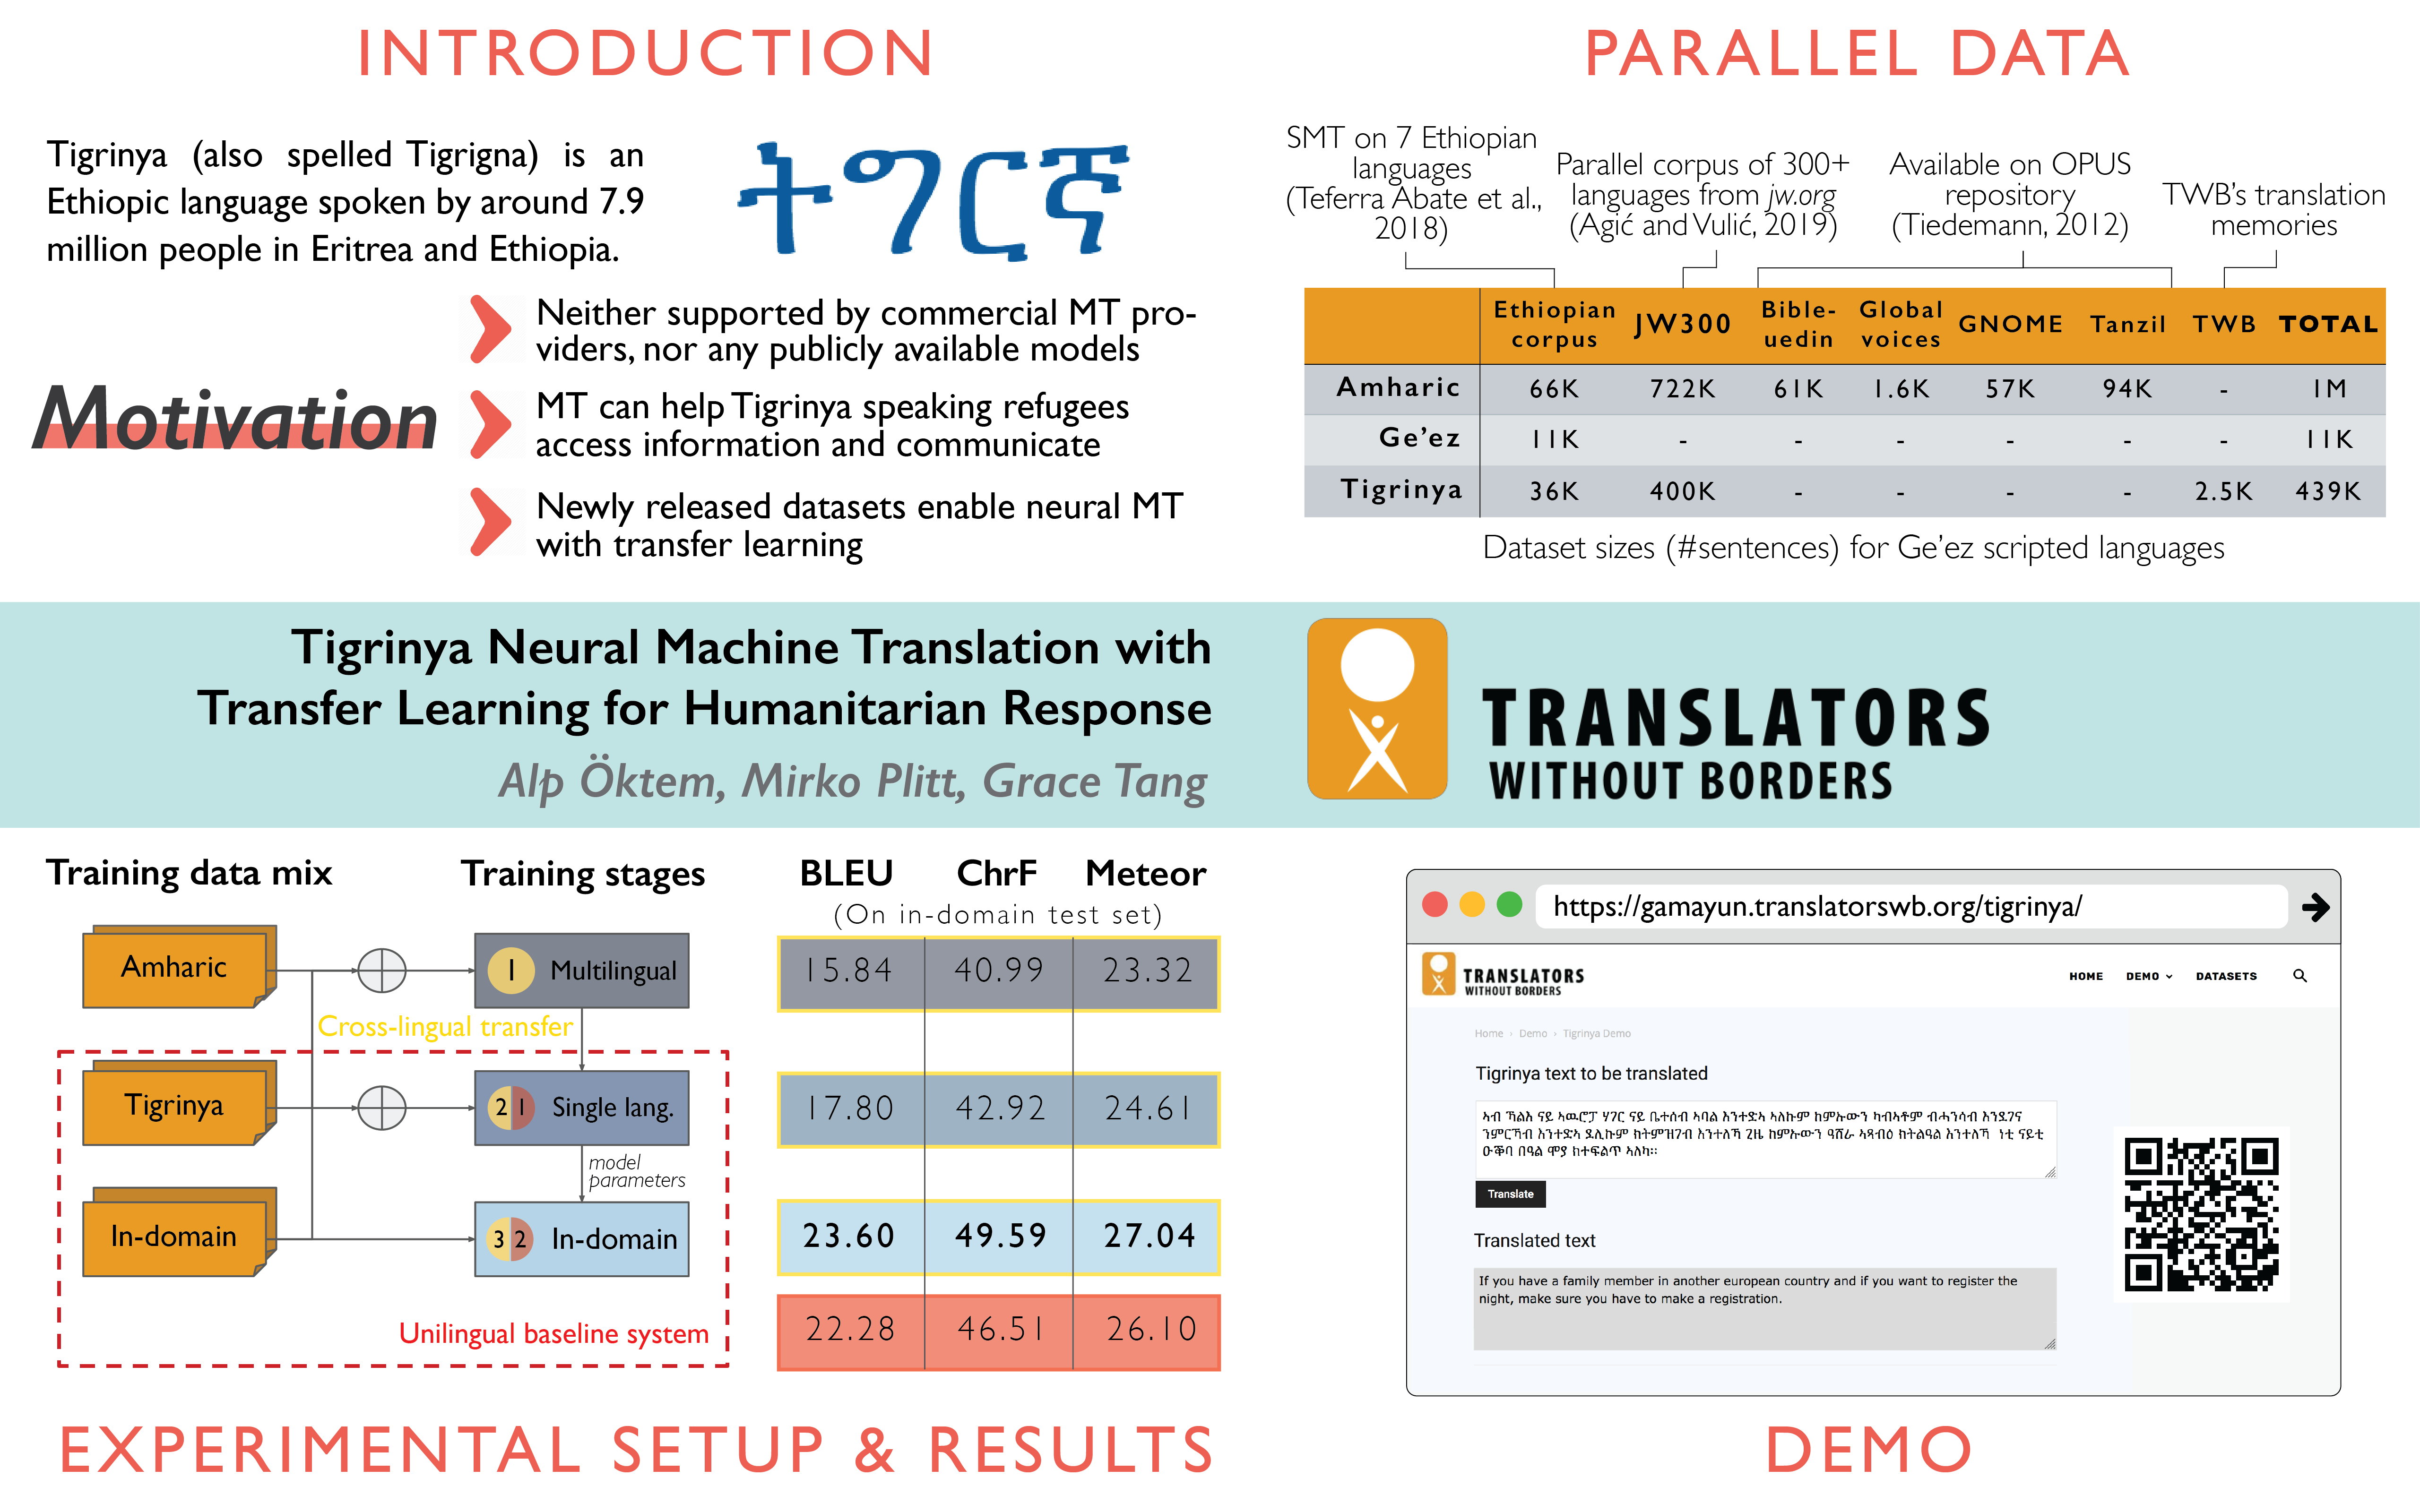 INTRODUCTION
Tigrinya (also spelled Tigrigna) is an
Ethiopic language spoken by around 7.9
million people in Eritrea and Ethiopia.
ትግርኛ
Motivation
Neither supported by commercial MT pro-
viders, nor any publicly available models
MT can help Tigrinya speaking refugees
access information and communicate
Newly released datasets enable neural MT
with transfer learning
PARALLEL DATA
SMT on 7 Ethiopian
languages
(Teferra Abate et al.,
2018)
Parallel corpus of 300+
languages from jw.org
(Agić and Vulić, 2019)
Available on OPUS
repository
(Tiedemann, 2012)
TWB's translation
memories
Ethiopian corpus JW300 Bible-uedin Global voices GNOME Tanzil TWB TOTAL
Amharic 66K 722K 61K 1.6K 57K 94K - 1M
Ge'ez 11K - - - - - - 11K
Tigrinya 36K 400K - - - - 2.5K 439K
Dataset sizes (#sentences) for Ge'ez scripted languages
Tigrinya Neural Machine Translation with
Transfer Learning for Humanitarian Response
Alp Öktem, Mirko Plitt, Grace Tang
TRANSLATORS
WITHOUT BORDERS
Training data mix Training stages BLEU ChrF Meteor
(On in-domain test set)
Amharic 1 Multilingual 15.84 40.99 23.32
Cross-lingual transfer
Tigrinya 2 1 Single lang. 17.80 42.92 24.61
model
parameters
In-domain 3 2 In-domain 23.60 49.59 27.04
Unilingual baseline system 22.28 46.51 26.10
EXPERIMENTAL SETUP & RESULTS
https://gamayun.translatorswb.org/tigrinya/
TRANSLATORS
WITHOUT BORDERS
HOME DEMO DATASETS
Home › Demo › Tigrinya Demo
Tigrinya text to be translated
ኣብ ኻልእ ናይ ኣዉሮፓ ሃገር ናይ ቤተሰብ ኣባል እንተድኣ ኣለኩም ከምኡውን ካብኣቶም ብሓንሳብ እንደገና
ንምርኻብ እንተድኣ ደሊኩም ክትምዝገብ እንተለኻ ጊዜ ከምኡውን ዓሸራ ኣጻብዕ ክትልዓል እንተለኻ ነቲ ናይቲ
ዑቕባ በዓል ሞያ ከተፍልጥ ኣለካ።
Translate
Translated text
If you have a family member in another european country and if you want to register the
night, make sure you have to make a registration.
DEMO